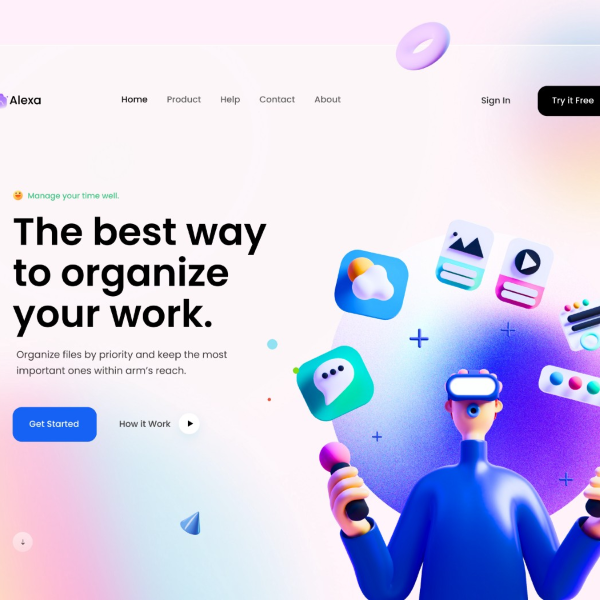 Alexa
Home Product Help Contact About
Sign In
Try it Free
Manage your time well.
The best way
to organize
your work.
Organize files by priority and keep the most
important ones within arm's reach.
Get Started
How it Work